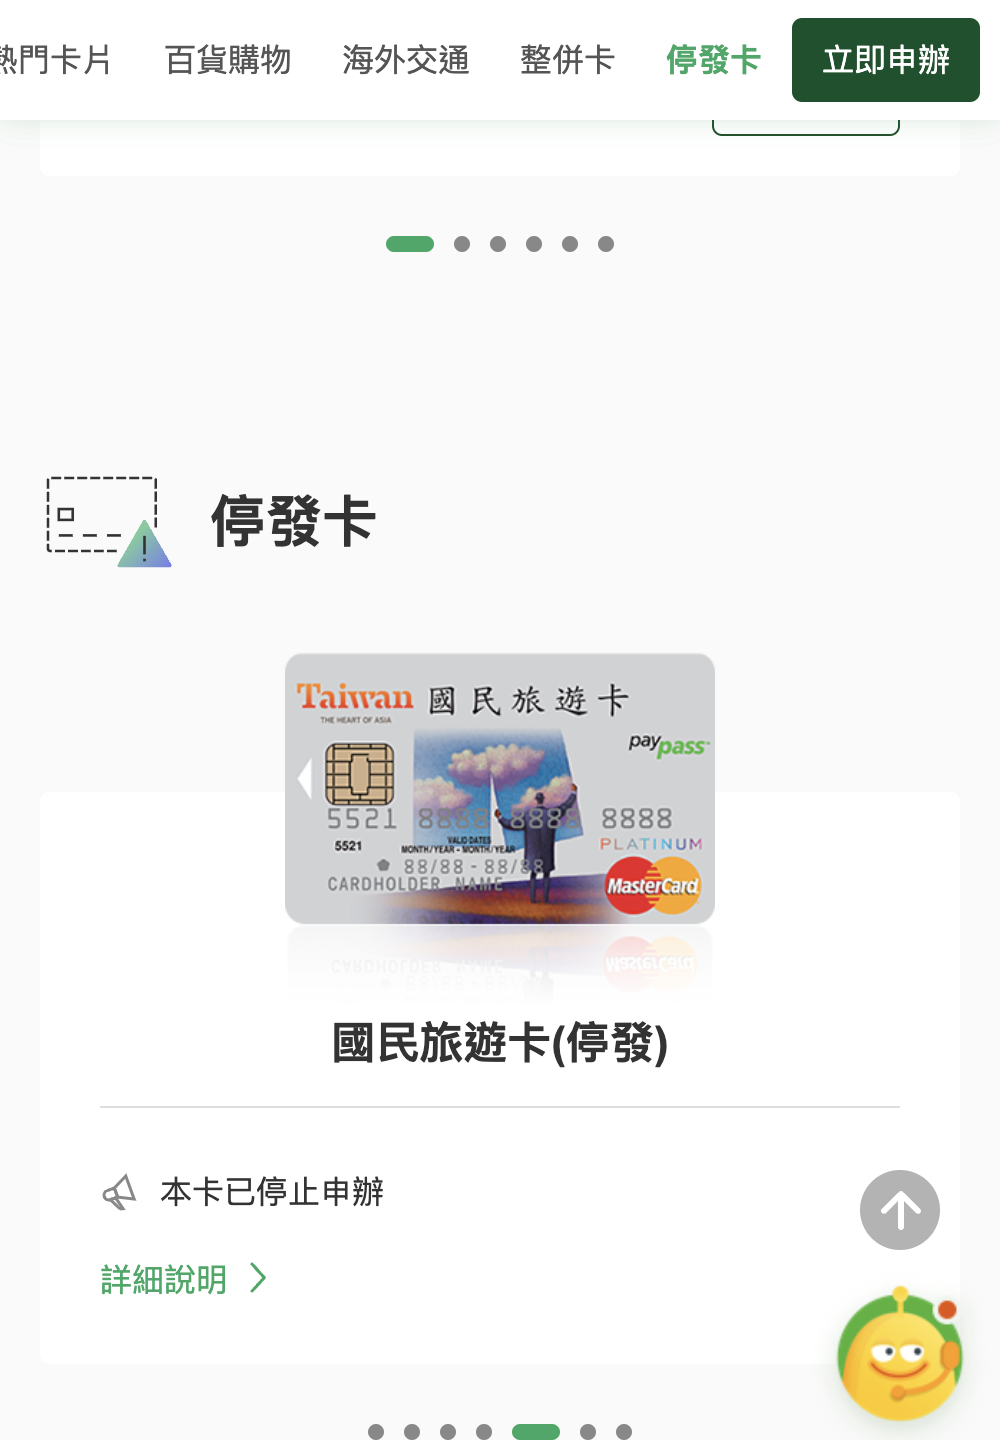 熱門卡片 百貨購物 海外交通 整併卡 停發卡 立即申辦
停發卡
Taiwan 國民旅遊卡
THE HEART OF ASIA
paypass
5521 8888 8888 8888
5521
VALID DATES
MONTH/YEAR - MONTH/YEAR
PLATINUM
88/88 - 88/88
CARDHOLDER NAME
MasterCard
國民旅遊卡(停發)
本卡已停止申辦
詳細說明